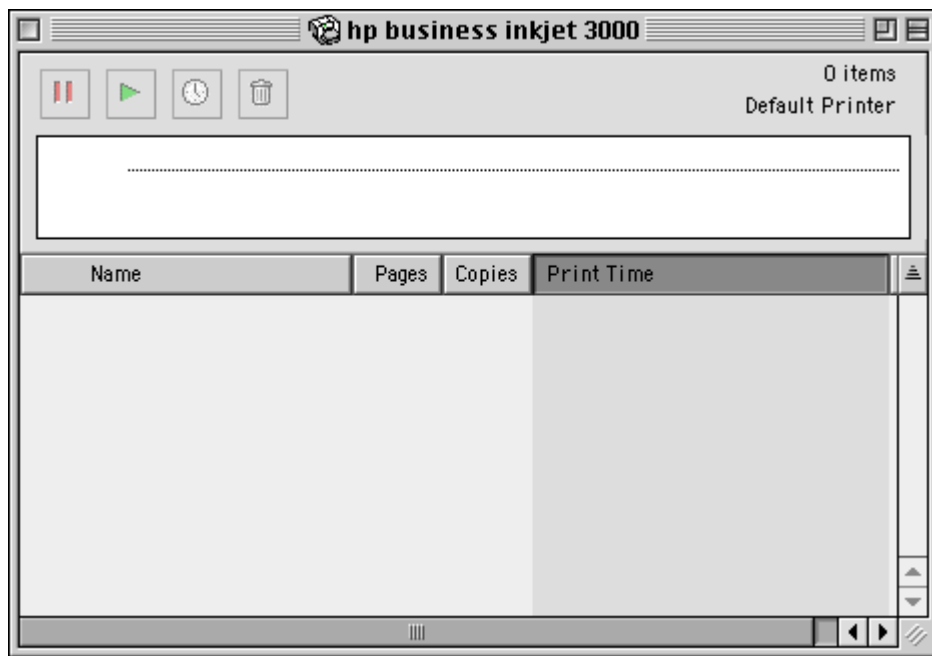 hp business inkjet 3000
0 items
Default Printer
Name Pages Copies Print Time